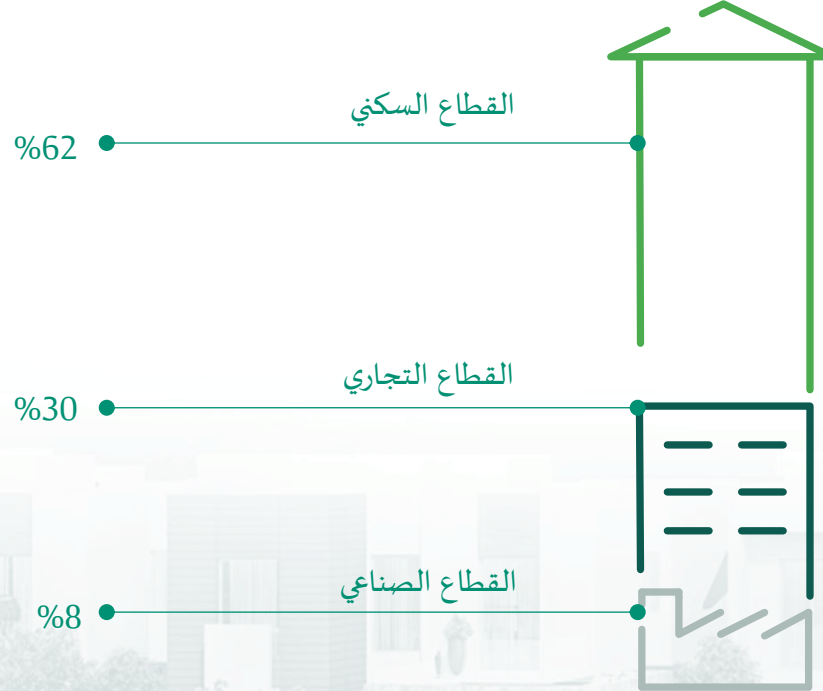 القطاع السكني
%62
القطاع التجاري
%30
القطاع الصناعي
%8